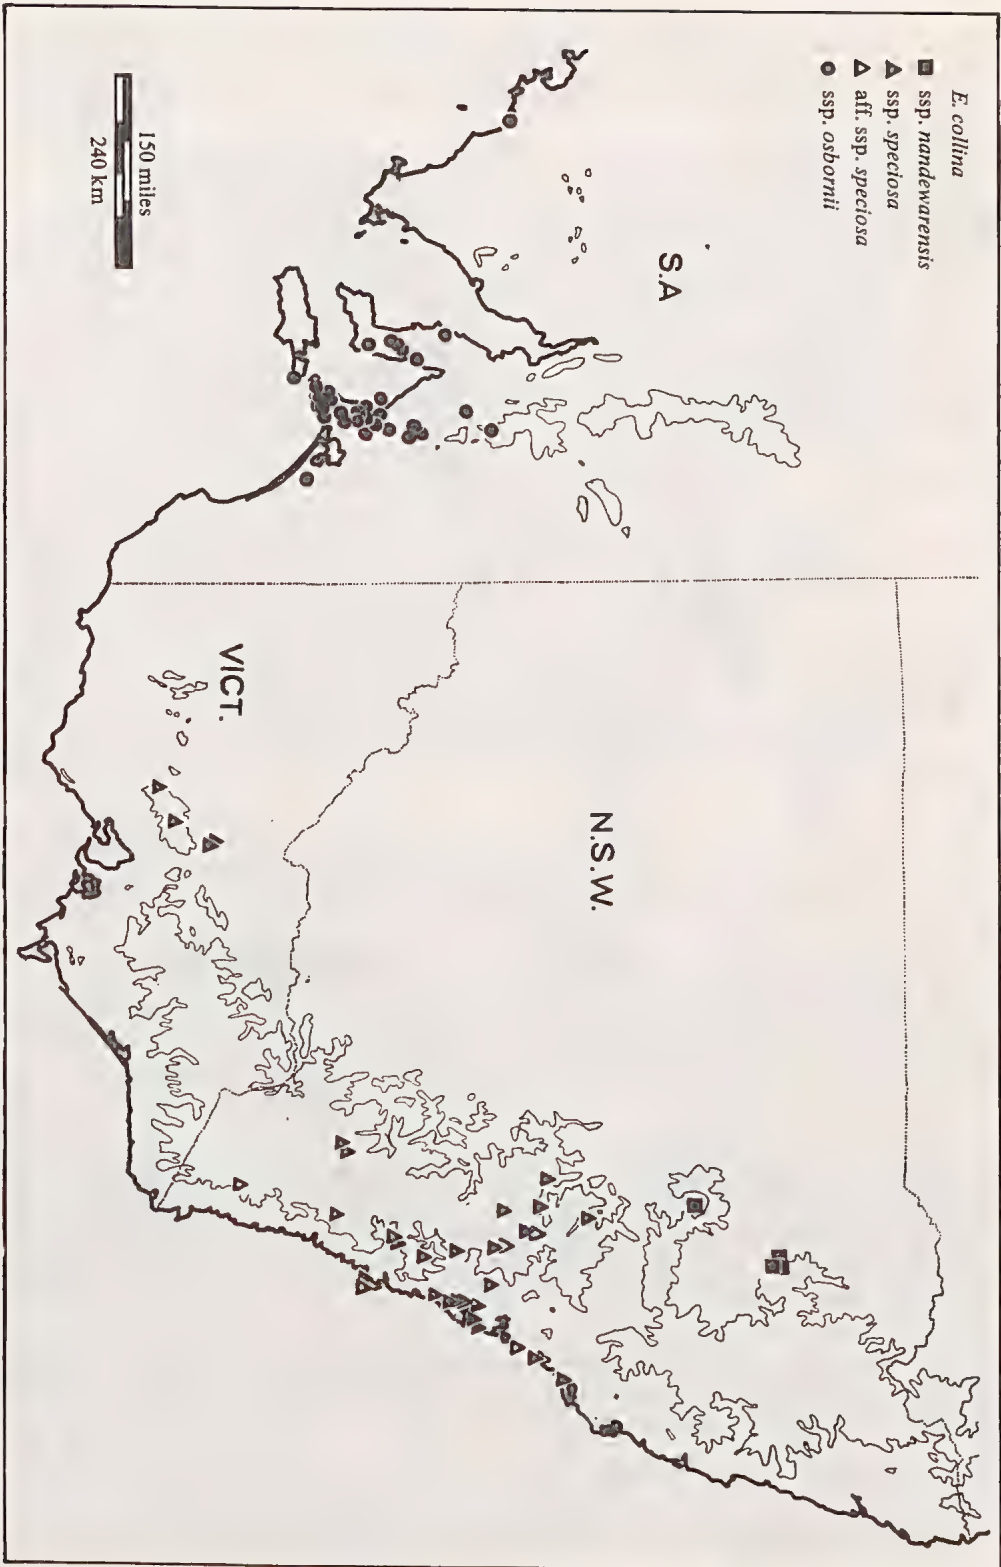 E. collina
ssp. nandewarensis
ssp. speciosa
aff. ssp. speciosa
ssp. osbornii
S.A
N.S.W.
VICT.
150 miles
240 km